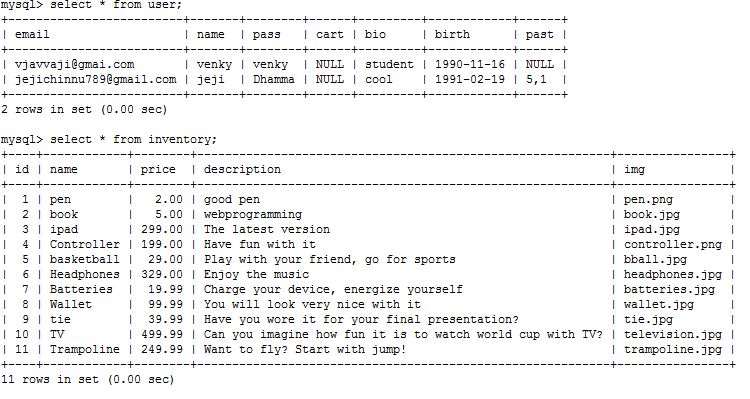 mysql> select * from user;
+-----------------------+-------+--------+------+---------+------------+------+
| email                 | name  | pass   | cart | bio     | birth      | past |
+-----------------------+-------+--------+------+---------+------------+------+
| vjavvaji@gmai.com     | venky | venky  | NULL | student | 1990-11-16 | NULL |
| jejichinnu789@gmail.com | jeji  | Dhamma | NULL | cool    | 1991-02-19 | 5,1  |
+-----------------------+-------+--------+------+---------+------------+------+
2 rows in set (0.00 sec)
mysql> select * from inventory;
+----+------------+--------+--------------------------------------------------------+----------------+
| id | name       | price  | description                                            | img            |
+----+------------+--------+--------------------------------------------------------+----------------+
|  1 | pen        |   2.00 | good pen                                               | pen.png        |
|  2 | book       |   5.00 | webprogramming                                         | book.jpg       |
|  3 | ipad       | 299.00 | The latest version                                     | ipad.jpg       |
|  4 | Controller | 199.00 | Have fun with it                                       | controller.png |
|  5 | basketball |  29.00 | Play with your friend, go for sports                   | bball.jpg      |
|  6 | Headphones | 329.00 | Enjoy the music                                        | headphones.jpg |
|  7 | Batteries  |  19.99 | Charge your device, energize yourself                  | batteries.jpg  |
|  8 | Wallet     |  99.99 | You will look very nice with it                        | wallet.jpg     |
|  9 | tie        |  39.99 | Have you wore it for your final presentation?          | tie.jpg        |
| 10 | TV         | 499.99 | Can you imagine how fun it is to watch world cup with TV? | television.jpg |
| 11 | Trampoline | 249.99 | Want to fly? Start with jump!                          | trampoline.jpg |
+----+------------+--------+--------------------------------------------------------+----------------+
11 rows in set (0.00 sec)